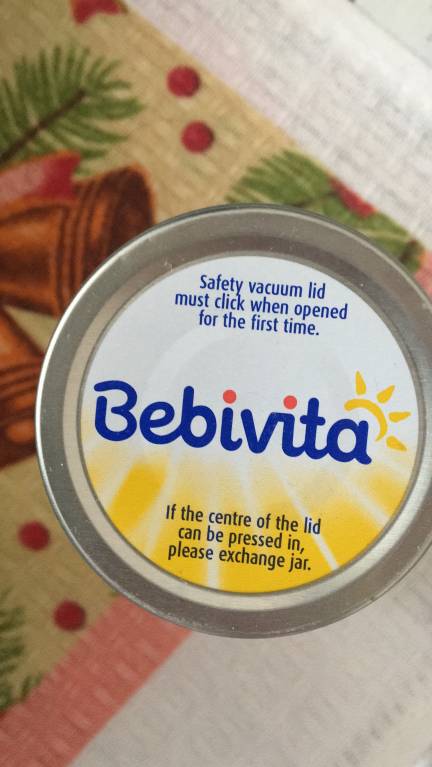 Safety vacuum lid
must click when opened
for the first time.
Bebivita
If the centre of the lid
can be pressed in,
please exchange jar.